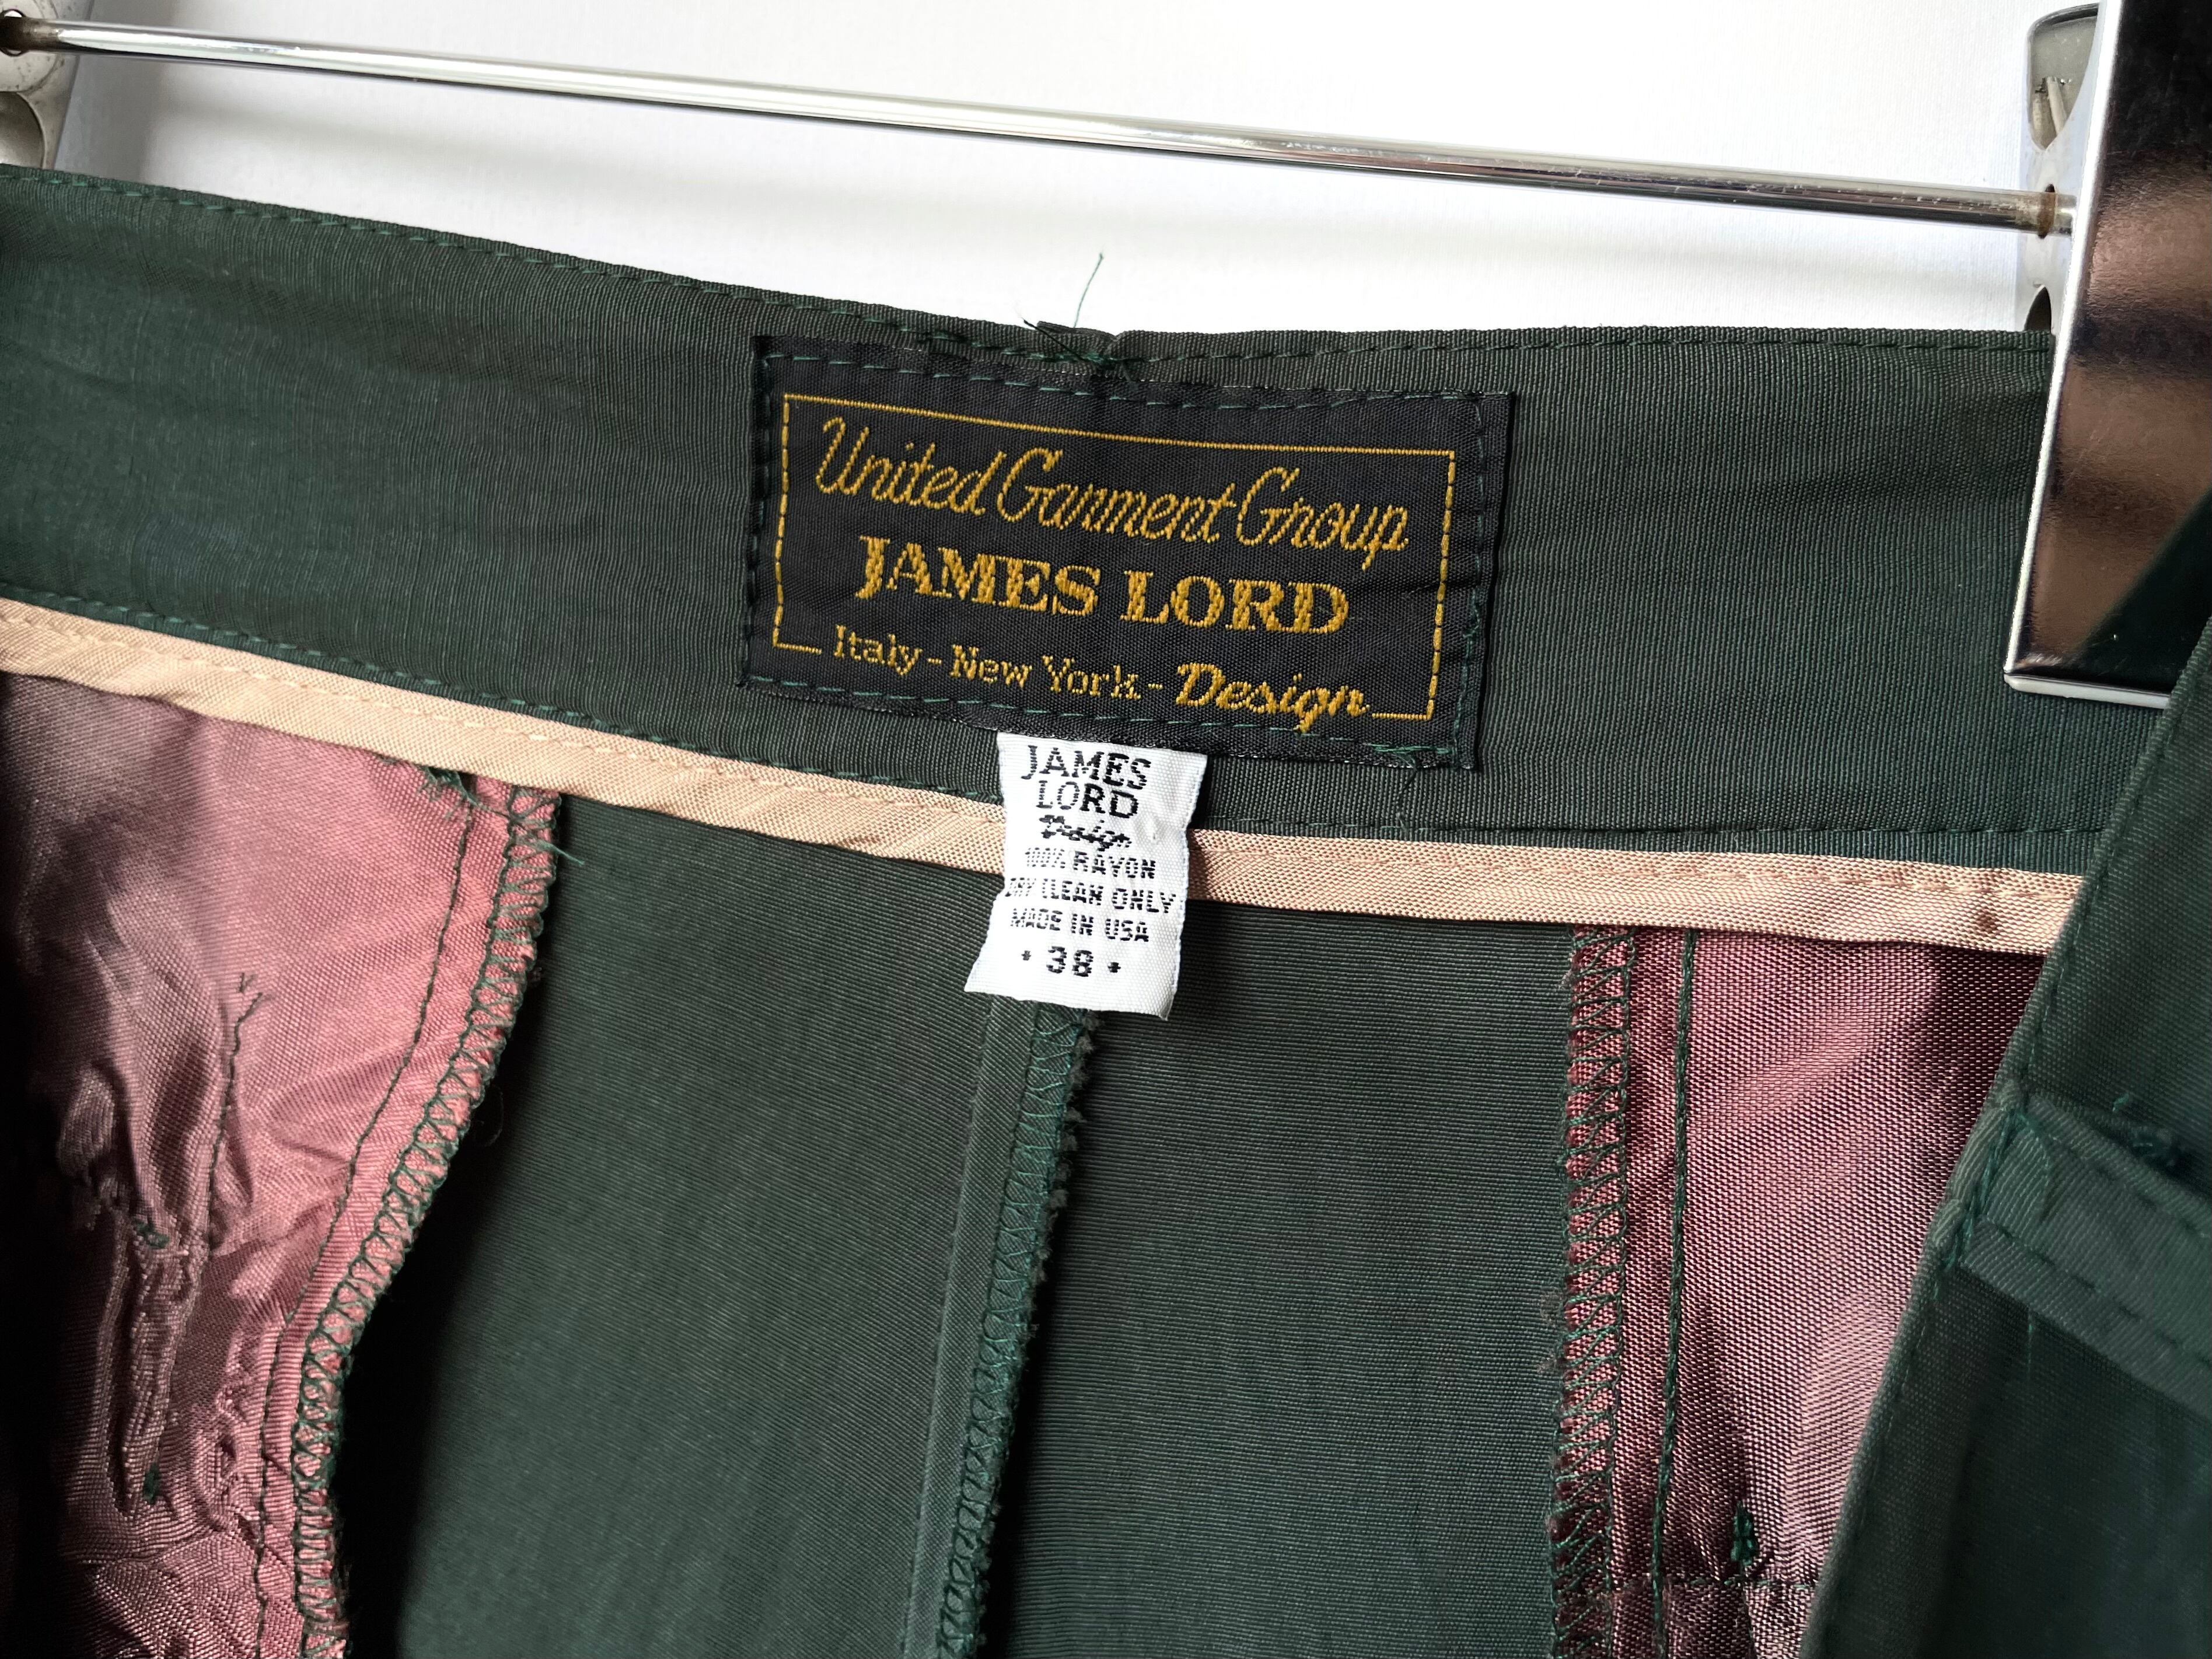 United Garment Group
JAMES LORD
Italy - New York - Design
JAMES
LORD
Design
100% RAYON
DRY CLEAN ONLY
MADE IN USA
• 38 •